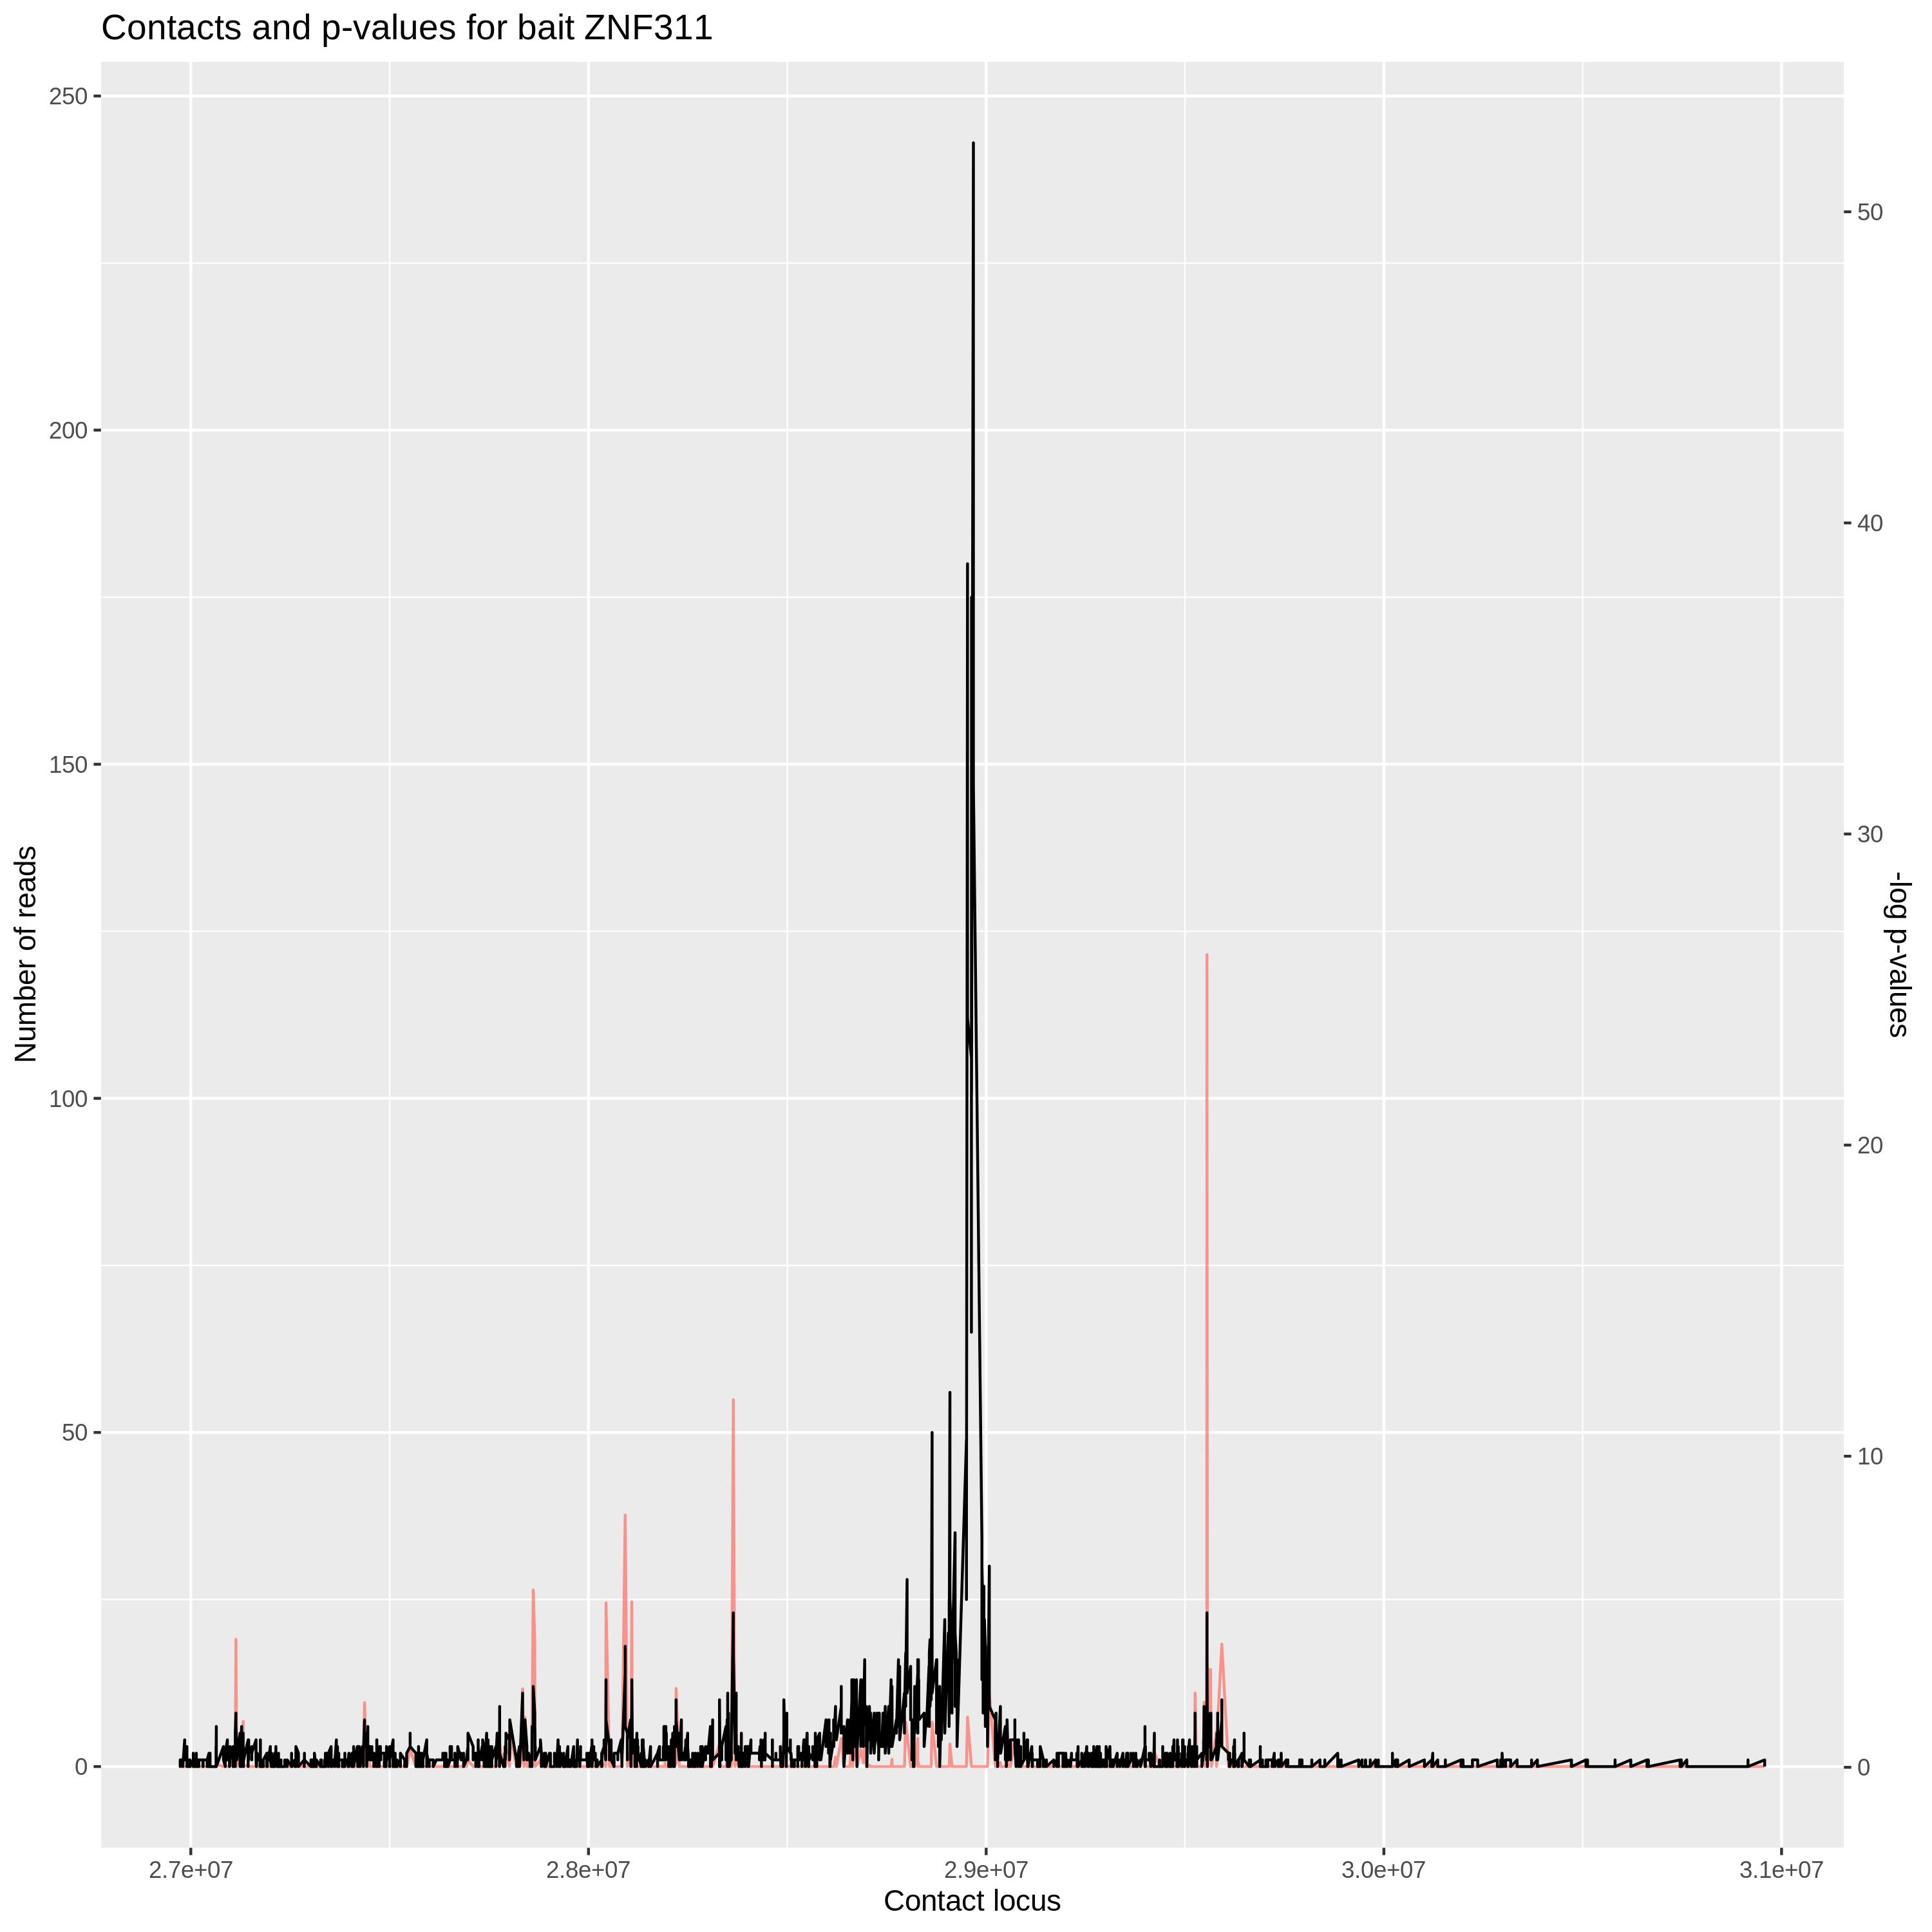 Contacts and p-values for bait ZNF311
250
200
150
100
50
0
Number of reads
50
40
30
20
10
0
-log p-values
2.7e+07 2.8e+07 2.9e+07 3.0e+07 3.1e+07
Contact locus